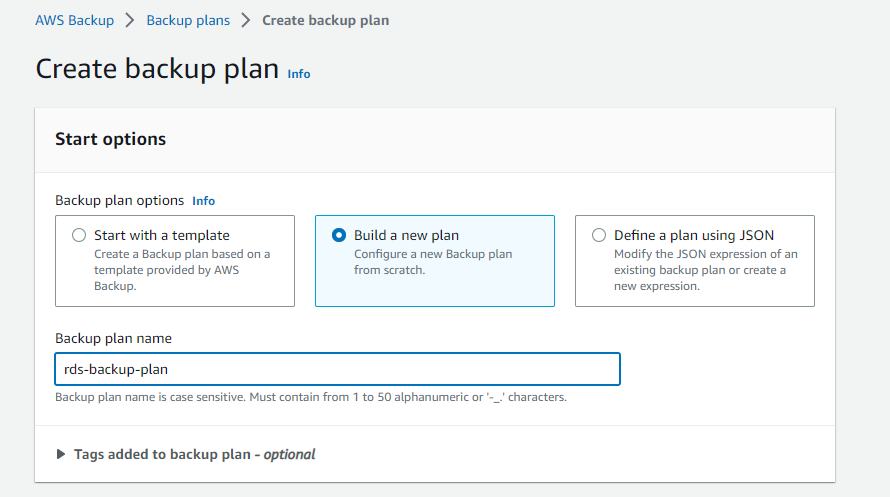 AWS Backup > Backup plans > Create backup plan
Create backup plan Info
Start options
Backup plan options Info
Start with a template
Create a Backup plan based on a
template provided by AWS
Backup.
Build a new plan
Configure a new Backup plan
from scratch.
Define a plan using JSON
Modify the JSON expression of an
existing backup plan or create a
new expression.
Backup plan name
rds-backup-plan
Backup plan name is case sensitive. Must contain from 1 to 50 alphanumeric or '-_.' characters.
Tags added to backup plan - optional